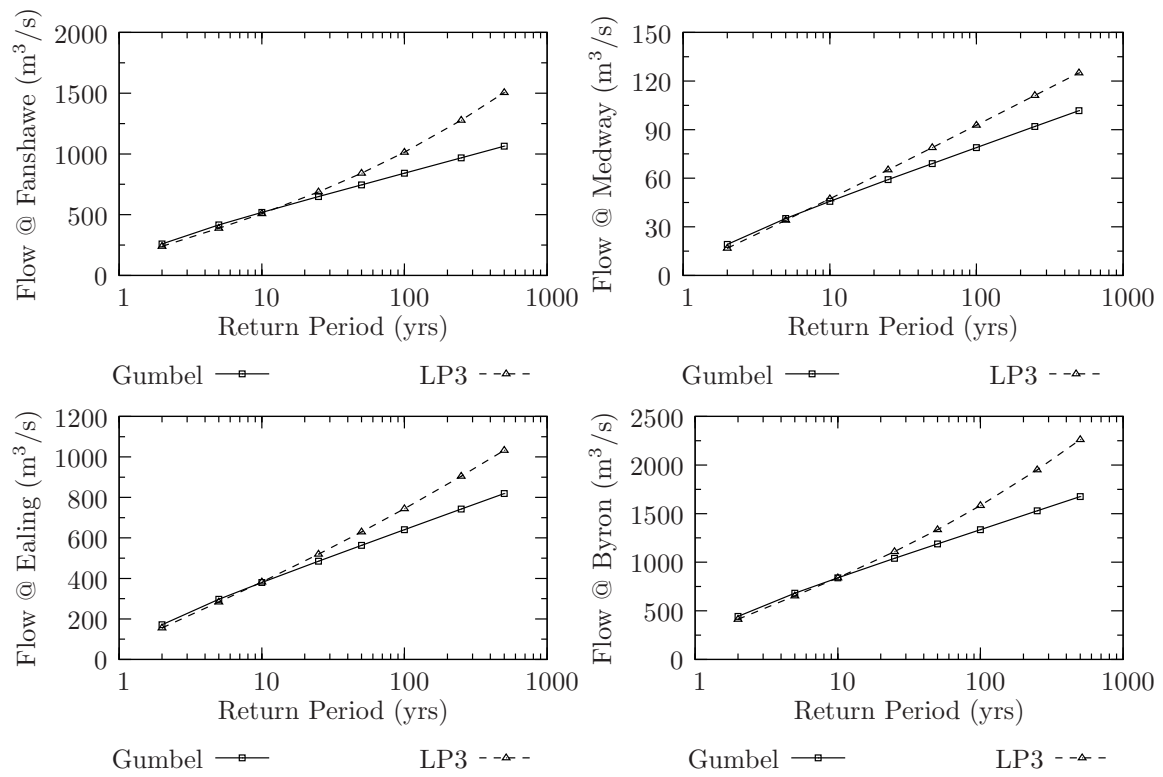 Flow @ Fanshawe (m³/s)
2000
1500
1000
500
0
1 10 100 1000
Return Period (yrs)
Gumbel LP3
Flow @ Medway (m³/s)
150
120
90
60
30
0
1 10 100 1000
Return Period (yrs)
Gumbel LP3
Flow @ Ealing (m³/s)
1200
1000
800
600
400
200
0
1 10 100 1000
Return Period (yrs)
Gumbel LP3
Flow @ Byron (m³/s)
2500
2000
1500
1000
500
0
1 10 100 1000
Return Period (yrs)
Gumbel LP3